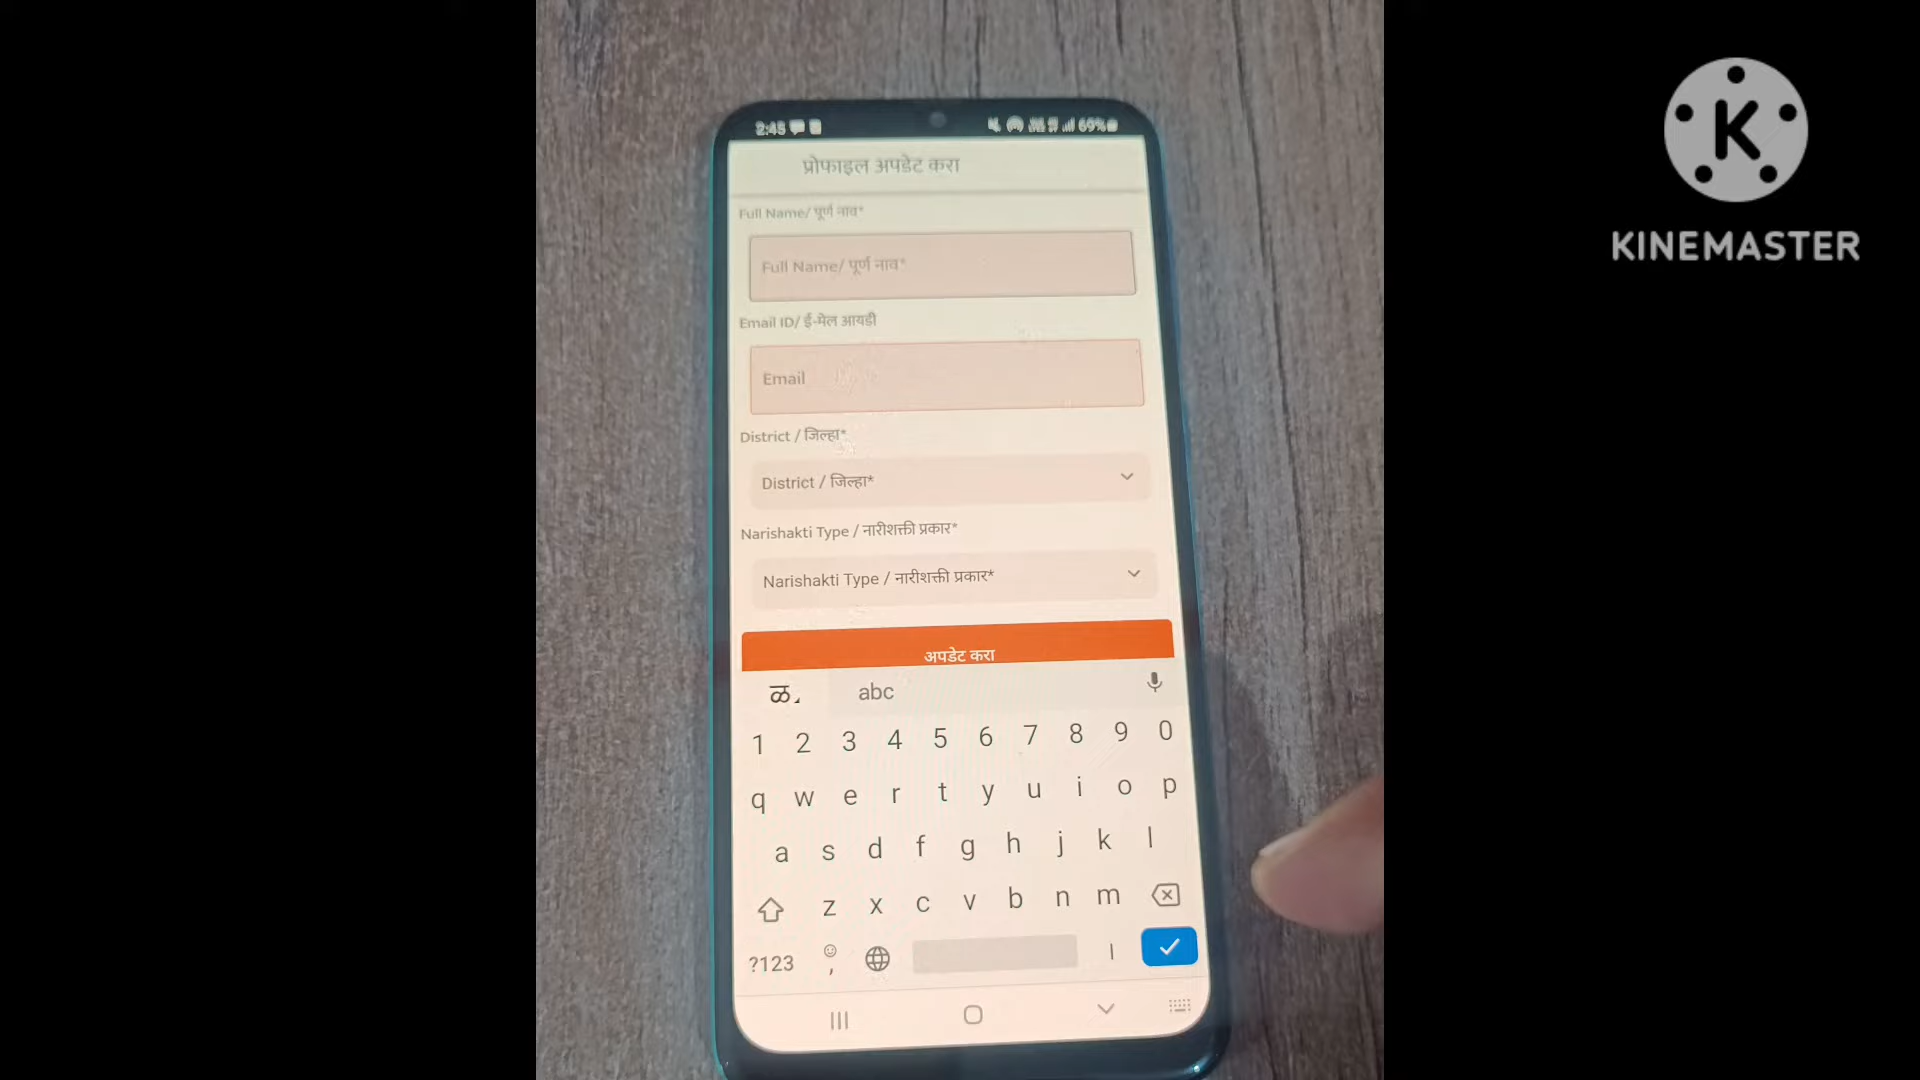 2:45 69%
प्रोफाइल अपडेट करा
Full Name/ पूर्ण नाव*
Full Name/ पूर्ण नाव*
Email ID/ ई-मेल आयडी
Email
District / जिल्हा*
District / जिल्हा*
Narishakti Type / नारीशक्ती प्रकार*
Narishakti Type / नारीशक्ती प्रकार*
अपडेट करा
ळ abc
1 2 3 4 5 6 7 8 9 0
q w e r t y u i o p
a s d f g h j k l
z x c v b n m
?123 , ।
K
KINEMASTER